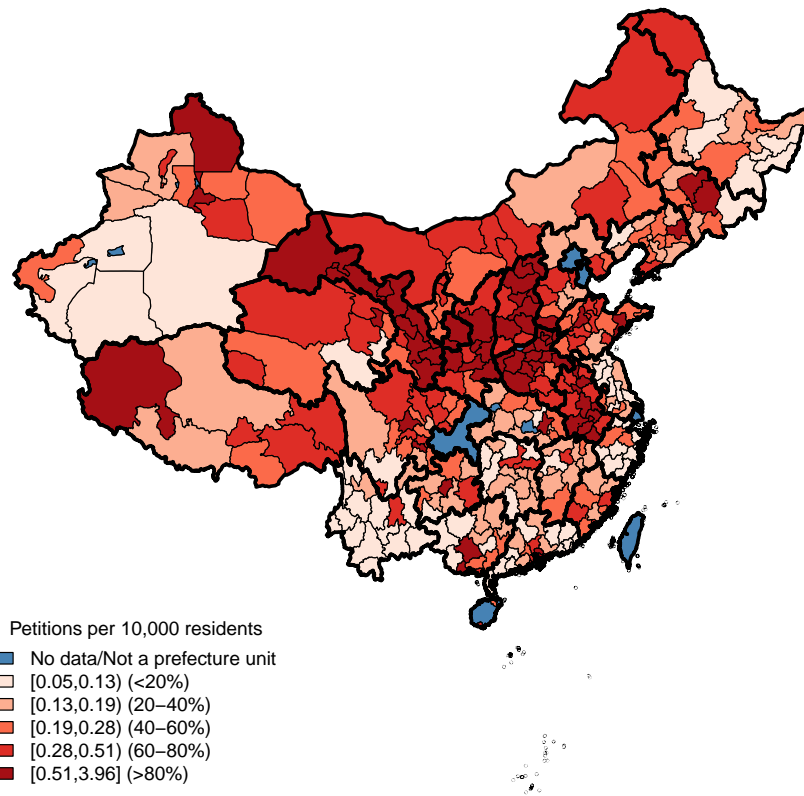 Petitions per 10,000 residents
No data/Not a prefecture unit
[0.05,0.13) (<20%)
[0.13,0.19) (20−40%)
[0.19,0.28) (40−60%)
[0.28,0.51) (60−80%)
[0.51,3.96] (>80%)